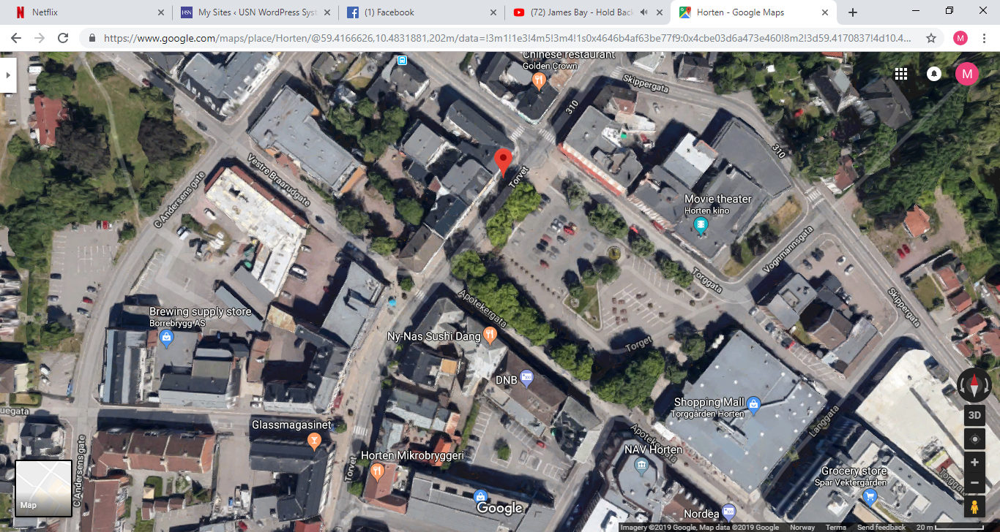 Netflix
My Sites ‹ USN WordPress Syst
(1) Facebook
(72) James Bay - Hold Back
Horten - Google Maps
https://www.google.com/maps/place/Horten/@59.4166626,10.4831881,202m/data=!3m1!1e3!4m5!3m4!1s0x4646b4af63be77f9:0x4cbe03d6a473e460!8m2!3d59.4170837!4d10.4...
M
M
Chinese restaurant
Golden Crown
Skippergata
310
310
Vestre Braarudgate
C Andersens gate
Torvet
Movie theater
Horten kino
Vognmannsgata
Torggata
Skippergata
Apotekergata
Brewing supply store
Borrebrygg AS
Ny-Nas Sushi Dang
Torget
DNB
Shopping Mall
Torggården Horten
Langgata
uegata
Glassmagasinet
Apotekergata
NAV Horten
C Andersens gate
Torvet
Horten Mikrobryggeri
Grocery store
Spar Vektergården
Torggata
Nordea
3D
Map
Google
Imagery ©2019 Google, Map data ©2019 Google Norway Terms Send feedback 20 m